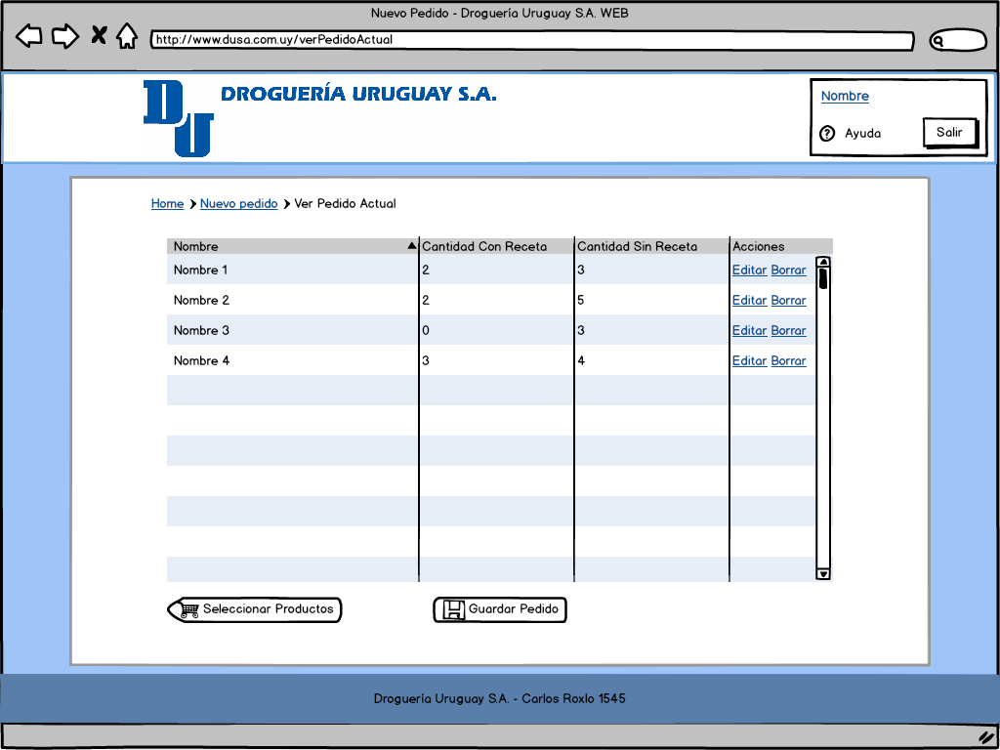 Nuevo Pedido - Droguería Uruguay S.A. WEB
http://www.dusa.com.uy/verPedidoActual
DU
DROGUERÍA URUGUAY S.A.
Nombre
? Ayuda
Salir
Home Nuevo pedido Ver Pedido Actual
Nombre Cantidad Con Receta Cantidad Sin Receta Acciones
Nombre 1 2 3 Editar Borrar
Nombre 2 2 5 Editar Borrar
Nombre 3 0 3 Editar Borrar
Nombre 4 3 4 Editar Borrar
Seleccionar Productos Guardar Pedido
Droguería Uruguay S.A. - Carlos Roxlo 1545